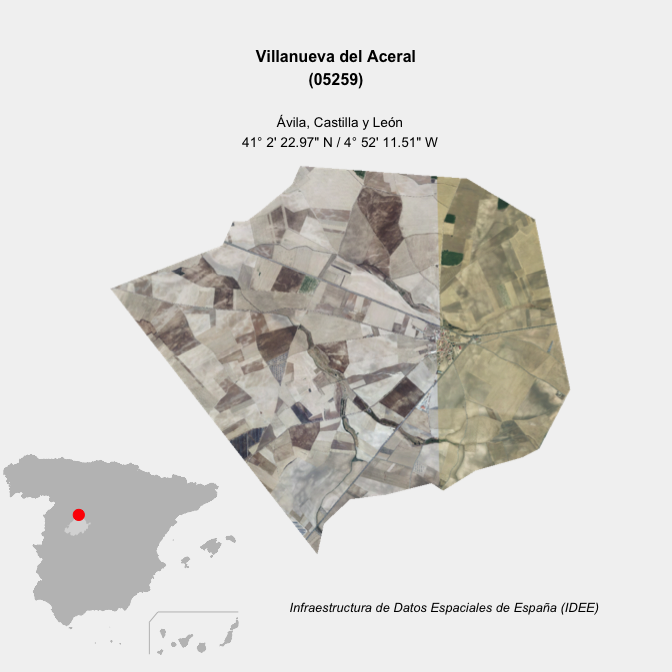 Villanueva del Aceral
(05259)
Ávila, Castilla y León
41° 2' 22.97" N / 4° 52' 11.51" W
Infraestructura de Datos Espaciales de España (IDEE)